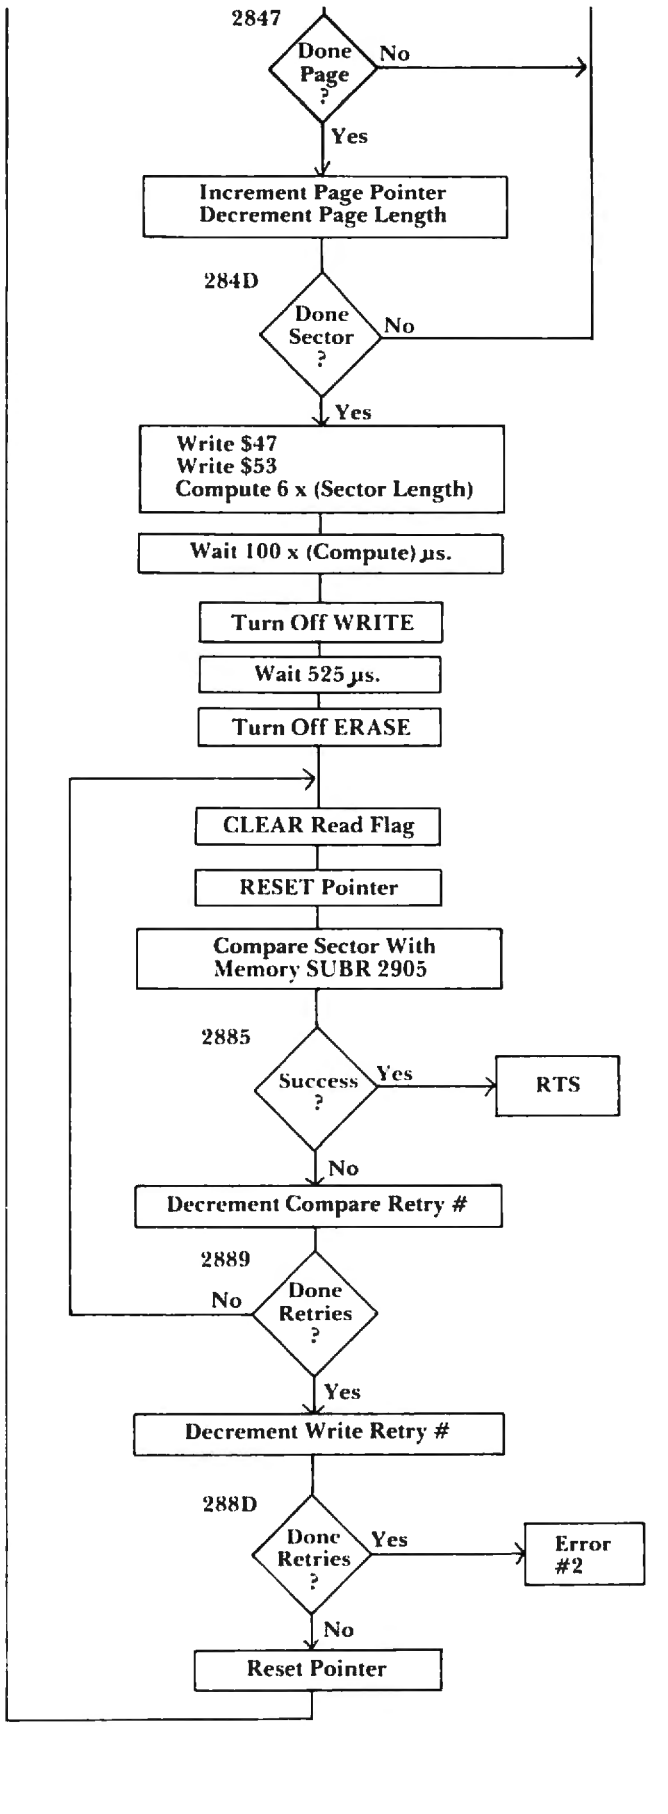 2847
Done
Page
?
No
Yes
Increment Page Pointer
Decrement Page Length
284D
Done
Sector
?
No
Yes
Write $47
Write $53
Compute 6 x (Sector Length)
Wait 100 x (Compute) µs.
Turn Off WRITE
Wait 525 µs.
Turn Off ERASE
CLEAR Read Flag
RESET Pointer
Compare Sector With
Memory SUBR 2905
2885
Success
?
Yes
RTS
No
Decrement Compare Retry #
2889
Done
Retries
?
No
Yes
Decrement Write Retry #
288D
Done
Retries
?
Yes
Error
#2
No
Reset Pointer